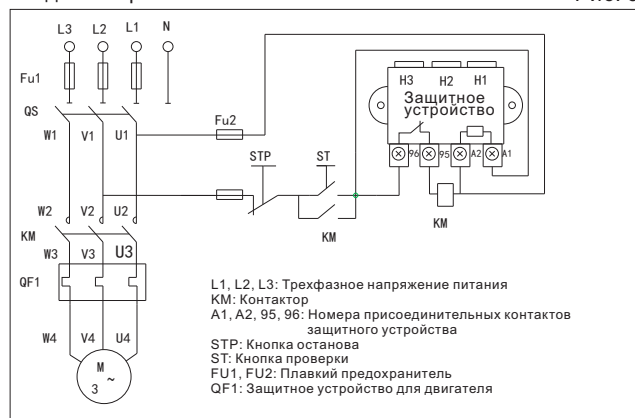 L3 L2 L1 N
Fu1
QS
W1 V1 U1
Fu2
H3 H2 H1
Защитное
устройство
96 95 A2 A1
STP ST
KM
KM
W2 V2 U2
KM
W3 V3 U3
QF1
W4 V4 U4
M
3 ~
L1, L2, L3: Трехфазное напряжение питания
KM: Контактор
A1, A2, 95, 96: Номера присоединительных контактов
защитного устройства
STP: Кнопка останова
ST: Кнопка проверки
FU1, FU2: Плавкий предохранитель
QF1: Защитное устройство для двигателя